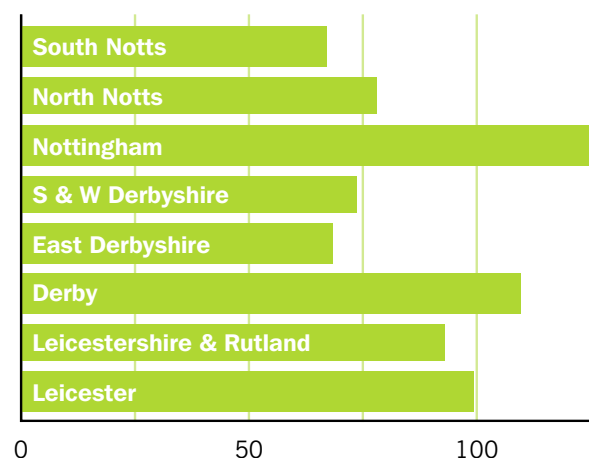 South Notts
North Notts
Nottingham
S & W Derbyshire
East Derbyshire
Derby
Leicestershire & Rutland
Leicester
0 50 100